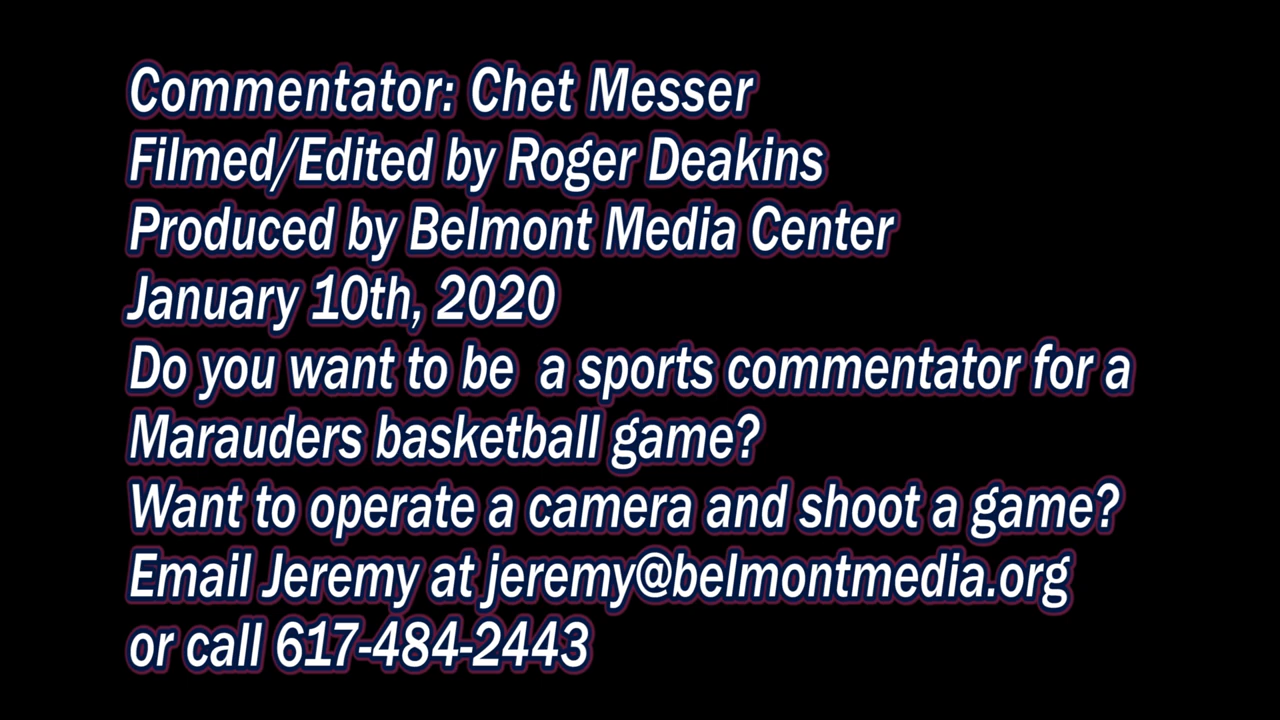 Commentator: Chet Messer
Filmed/Edited by Roger Deakins
Produced by Belmont Media Center
January 10th, 2020
Do you want to be  a sports commentator for a
Marauders basketball game?
Want to operate a camera and shoot a game?
Email Jeremy at jeremy@belmontmedia.org
or call 617-484-2443